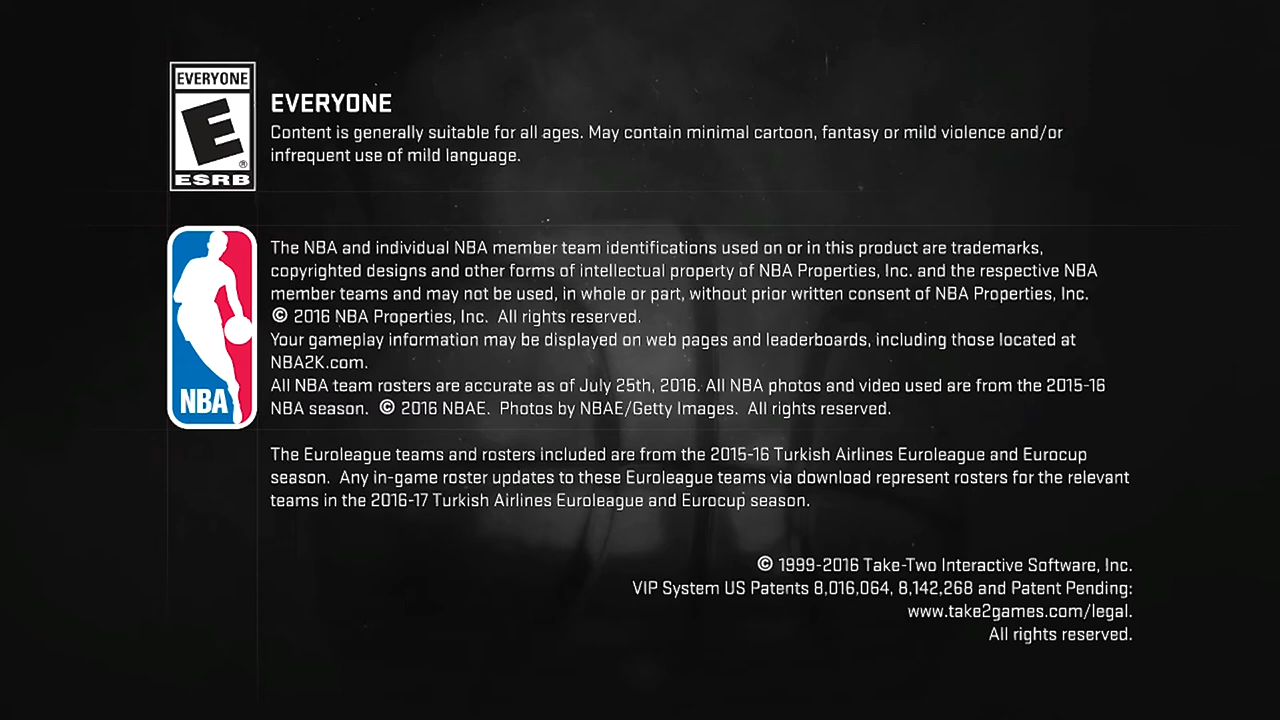 EVERYONE
E
®
ESRB
EVERYONE
Content is generally suitable for all ages. May contain minimal cartoon, fantasy or mild violence and/or
infrequent use of mild language.
The NBA and individual NBA member team identifications used on or in this product are trademarks,
copyrighted designs and other forms of intellectual property of NBA Properties, Inc. and the respective NBA
member teams and may not be used, in whole or part, without prior written consent of NBA Properties, Inc.
© 2016 NBA Properties, Inc. All rights reserved.
Your gameplay information may be displayed on web pages and leaderboards, including those located at
NBA2K.com.
All NBA team rosters are accurate as of July 25th, 2016. All NBA photos and video used are from the 2015-16
NBA season. © 2016 NBAE. Photos by NBAE/Getty Images. All rights reserved.
NBA
The Euroleague teams and rosters included are from the 2015-16 Turkish Airlines Euroleague and Eurocup
season. Any in-game roster updates to these Euroleague teams via download represent rosters for the relevant
teams in the 2016-17 Turkish Airlines Euroleague and Eurocup season.
© 1999-2016 Take-Two Interactive Software, Inc.
VIP System US Patents 8,016,064, 8,142,268 and Patent Pending:
www.take2games.com/legal.
All rights reserved.